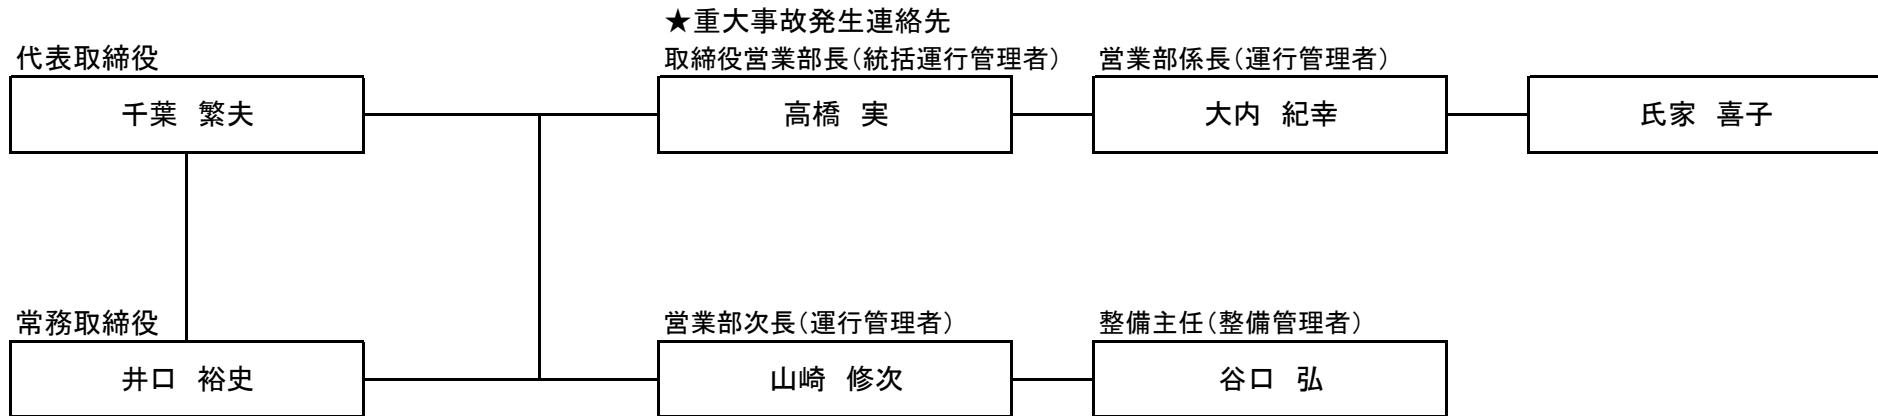 ★重大事故発生連絡先
代表取締役
取締役営業部長(統括運行管理者)
営業部係長(運行管理者)
千葉 繁夫
高橋 実
大内 紀幸
氏家 喜子
常務取締役
営業部次長(運行管理者)
整備主任(整備管理者)
井口 裕史
山崎 修次
谷口 弘